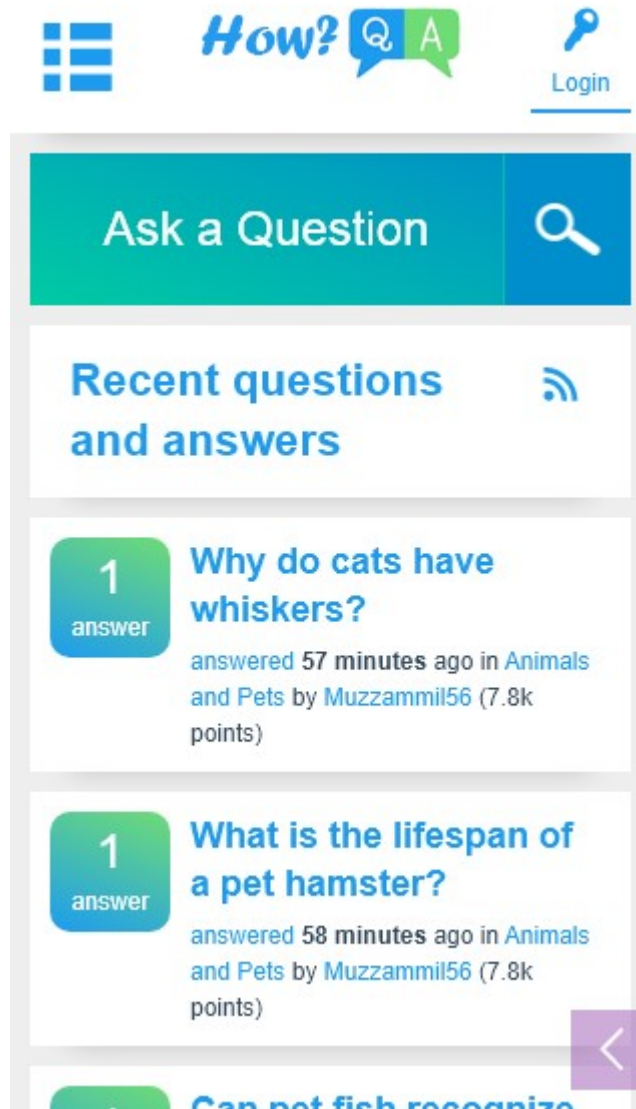 How? Q A
Login
Ask a Question
Recent questions
and answers
1
answer
Why do cats have
whiskers?
answered 57 minutes ago in Animals
and Pets by Muzzammil56 (7.8k
points)
1
answer
What is the lifespan of
a pet hamster?
answered 58 minutes ago in Animals
and Pets by Muzzammil56 (7.8k
points)
Can pet fish recognize